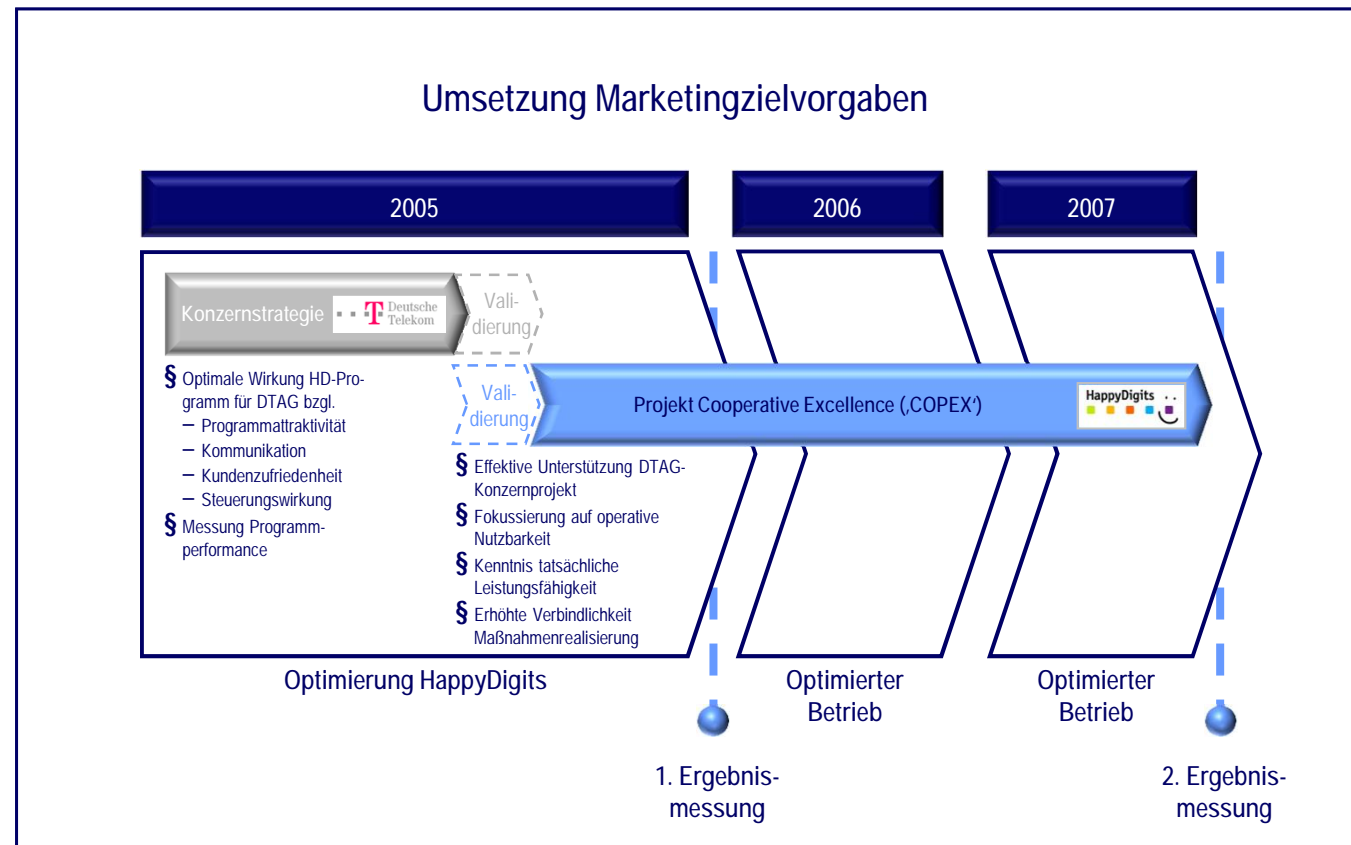 Umsetzung Marketingzielvorgaben
2005
2006
2007
Konzernstrategie
T Deutsche
Telekom
Vali-
dierung
§ Optimale Wirkung HD-Pro-
gramm für DTAG bzgl.
– Programmattraktivität
– Kommunikation
– Kundenzufriedenheit
– Steuerungswirkung
§ Messung Programm-
performance
Vali-
dierung
Projekt Cooperative Excellence (‚COPEX‘)
HappyDigits
§ Effektive Unterstützung DTAG-
Konzernprojekt
§ Fokussierung auf operative
Nutzbarkeit
§ Kenntnis tatsächliche
Leistungsfähigkeit
§ Erhöhte Verbindlichkeit
Maßnahmenrealisierung
Optimierung HappyDigits
Optimierter
Betrieb
Optimierter
Betrieb
1. Ergebnis-
messung
2. Ergebnis-
messung